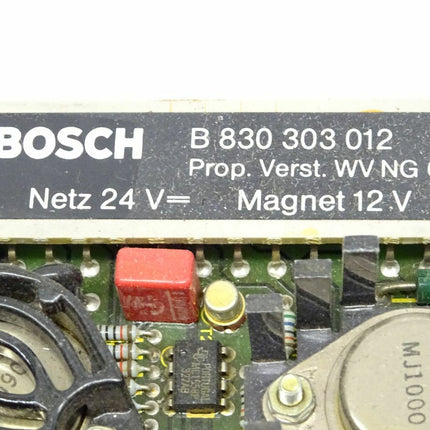 BOSCH
B 830 303 012
Prop. Verst. WV NG
Netz 24 V= Magnet 12 V
MJ1000